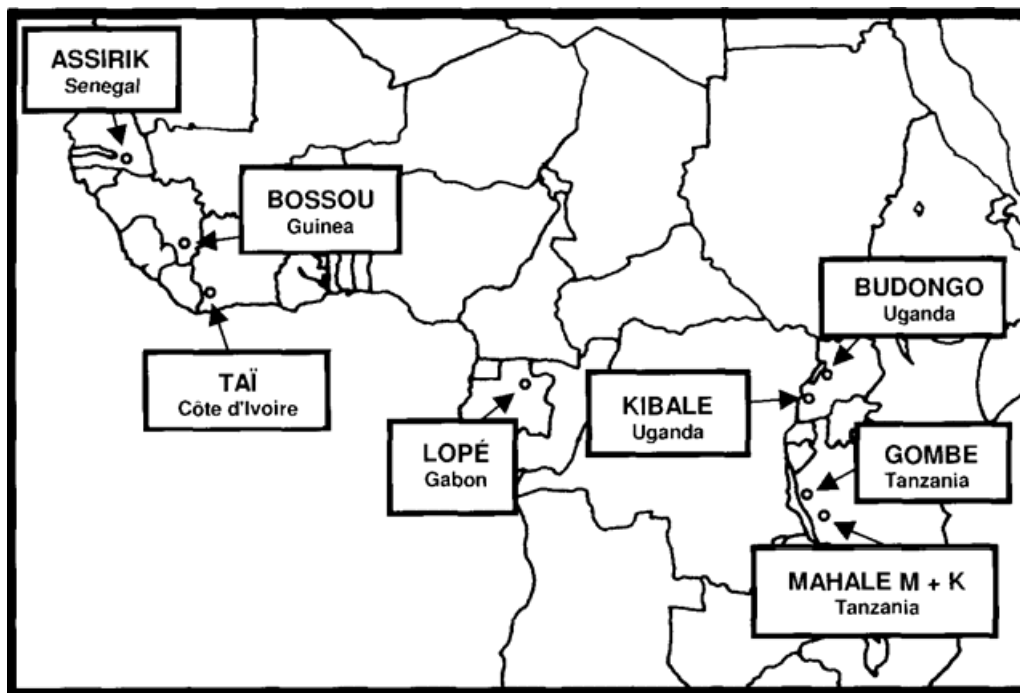 ASSIRIK
Senegal
BOSSOU
Guinea
BUDONGO
Uganda
TAÏ
Côte d'Ivoire
KIBALE
Uganda
LOPÉ
Gabon
GOMBE
Tanzania
MAHALE M + K
Tanzania